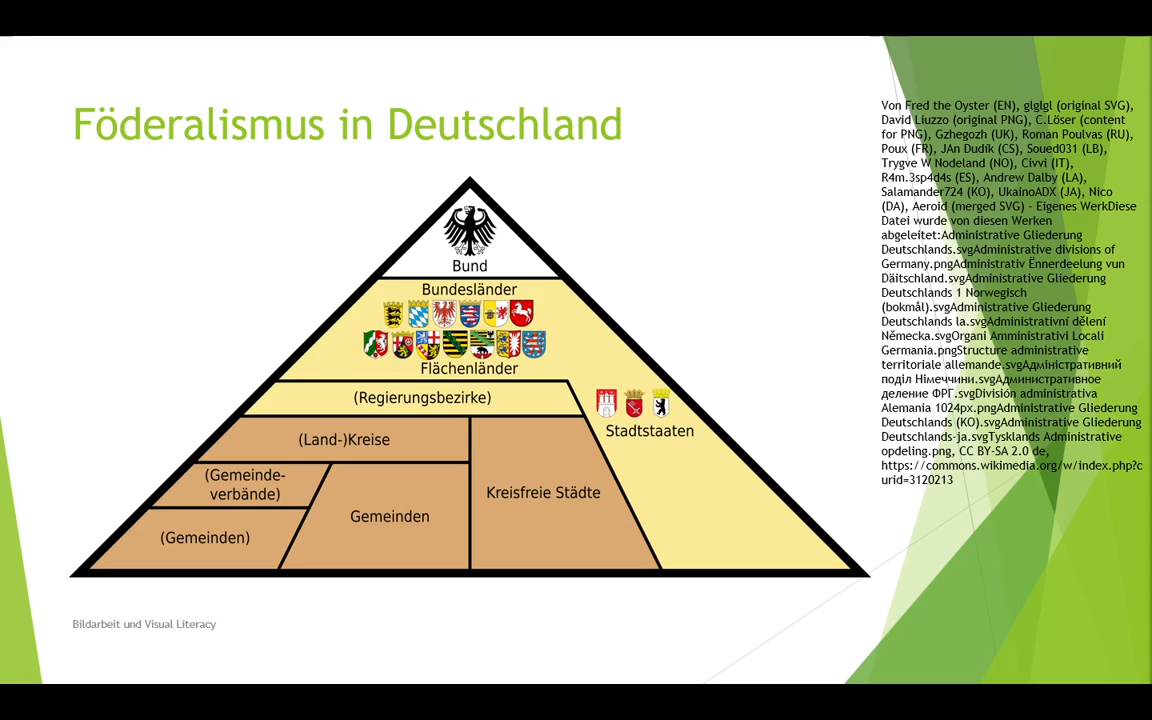 Föderalismus in Deutschland
Bund
Bundesländer
Flächenländer
(Regierungsbezirke)
Stadtstaaten
(Land-)Kreise
(Gemeinde-
verbände)
Kreisfreie Städte
Gemeinden
(Gemeinden)
Von Fred the Oyster (EN), glglgl (original SVG),
David Liuzzo (original PNG), C.Löser (content
for PNG), Gzhegozh (UK), Roman Poulvas (RU),
Poux (FR), JAn Dudík (CS), Soued031 (LB),
Trygve W Nodeland (NO), Civvi (IT),
R4m.3sp4d4s (ES), Andrew Dalby (LA),
Salamander724 (KO), UkainoADX (JA), Nico
(DA), Aeroid (merged SVG) - Eigenes WerkDiese
Datei wurde von diesen Werken
abgeleitet:Administrative Gliederung
Deutschlands.svgAdministrative divisions of
Germany.pngAdministrativ Ënnerdeelung vun
Däitschland.svgAdministrative Gliederung
Deutschlands 1 Norwegisch
(bokmål).svgAdministrative Gliederung
Deutschlands la.svgAdministrativní dělení
Německa.svgOrgani Amministrativi Locali
Germania.pngStructure administrative
territoriale allemande.svgАдміністративний
поділ Німеччини.svgАдминистративное
деление ФРГ.svgDivisión administrativa
Alemania 1024px.pngAdministrative Gliederung
Deutschlands (KO).svgAdministrative Gliederung
Deutschlands-ja.svgTysklands Administrative
opdeling.png, CC BY-SA 2.0 de,
https://commons.wikimedia.org/w/index.php?c
urid=3120213
Bildarbeit und Visual Literacy